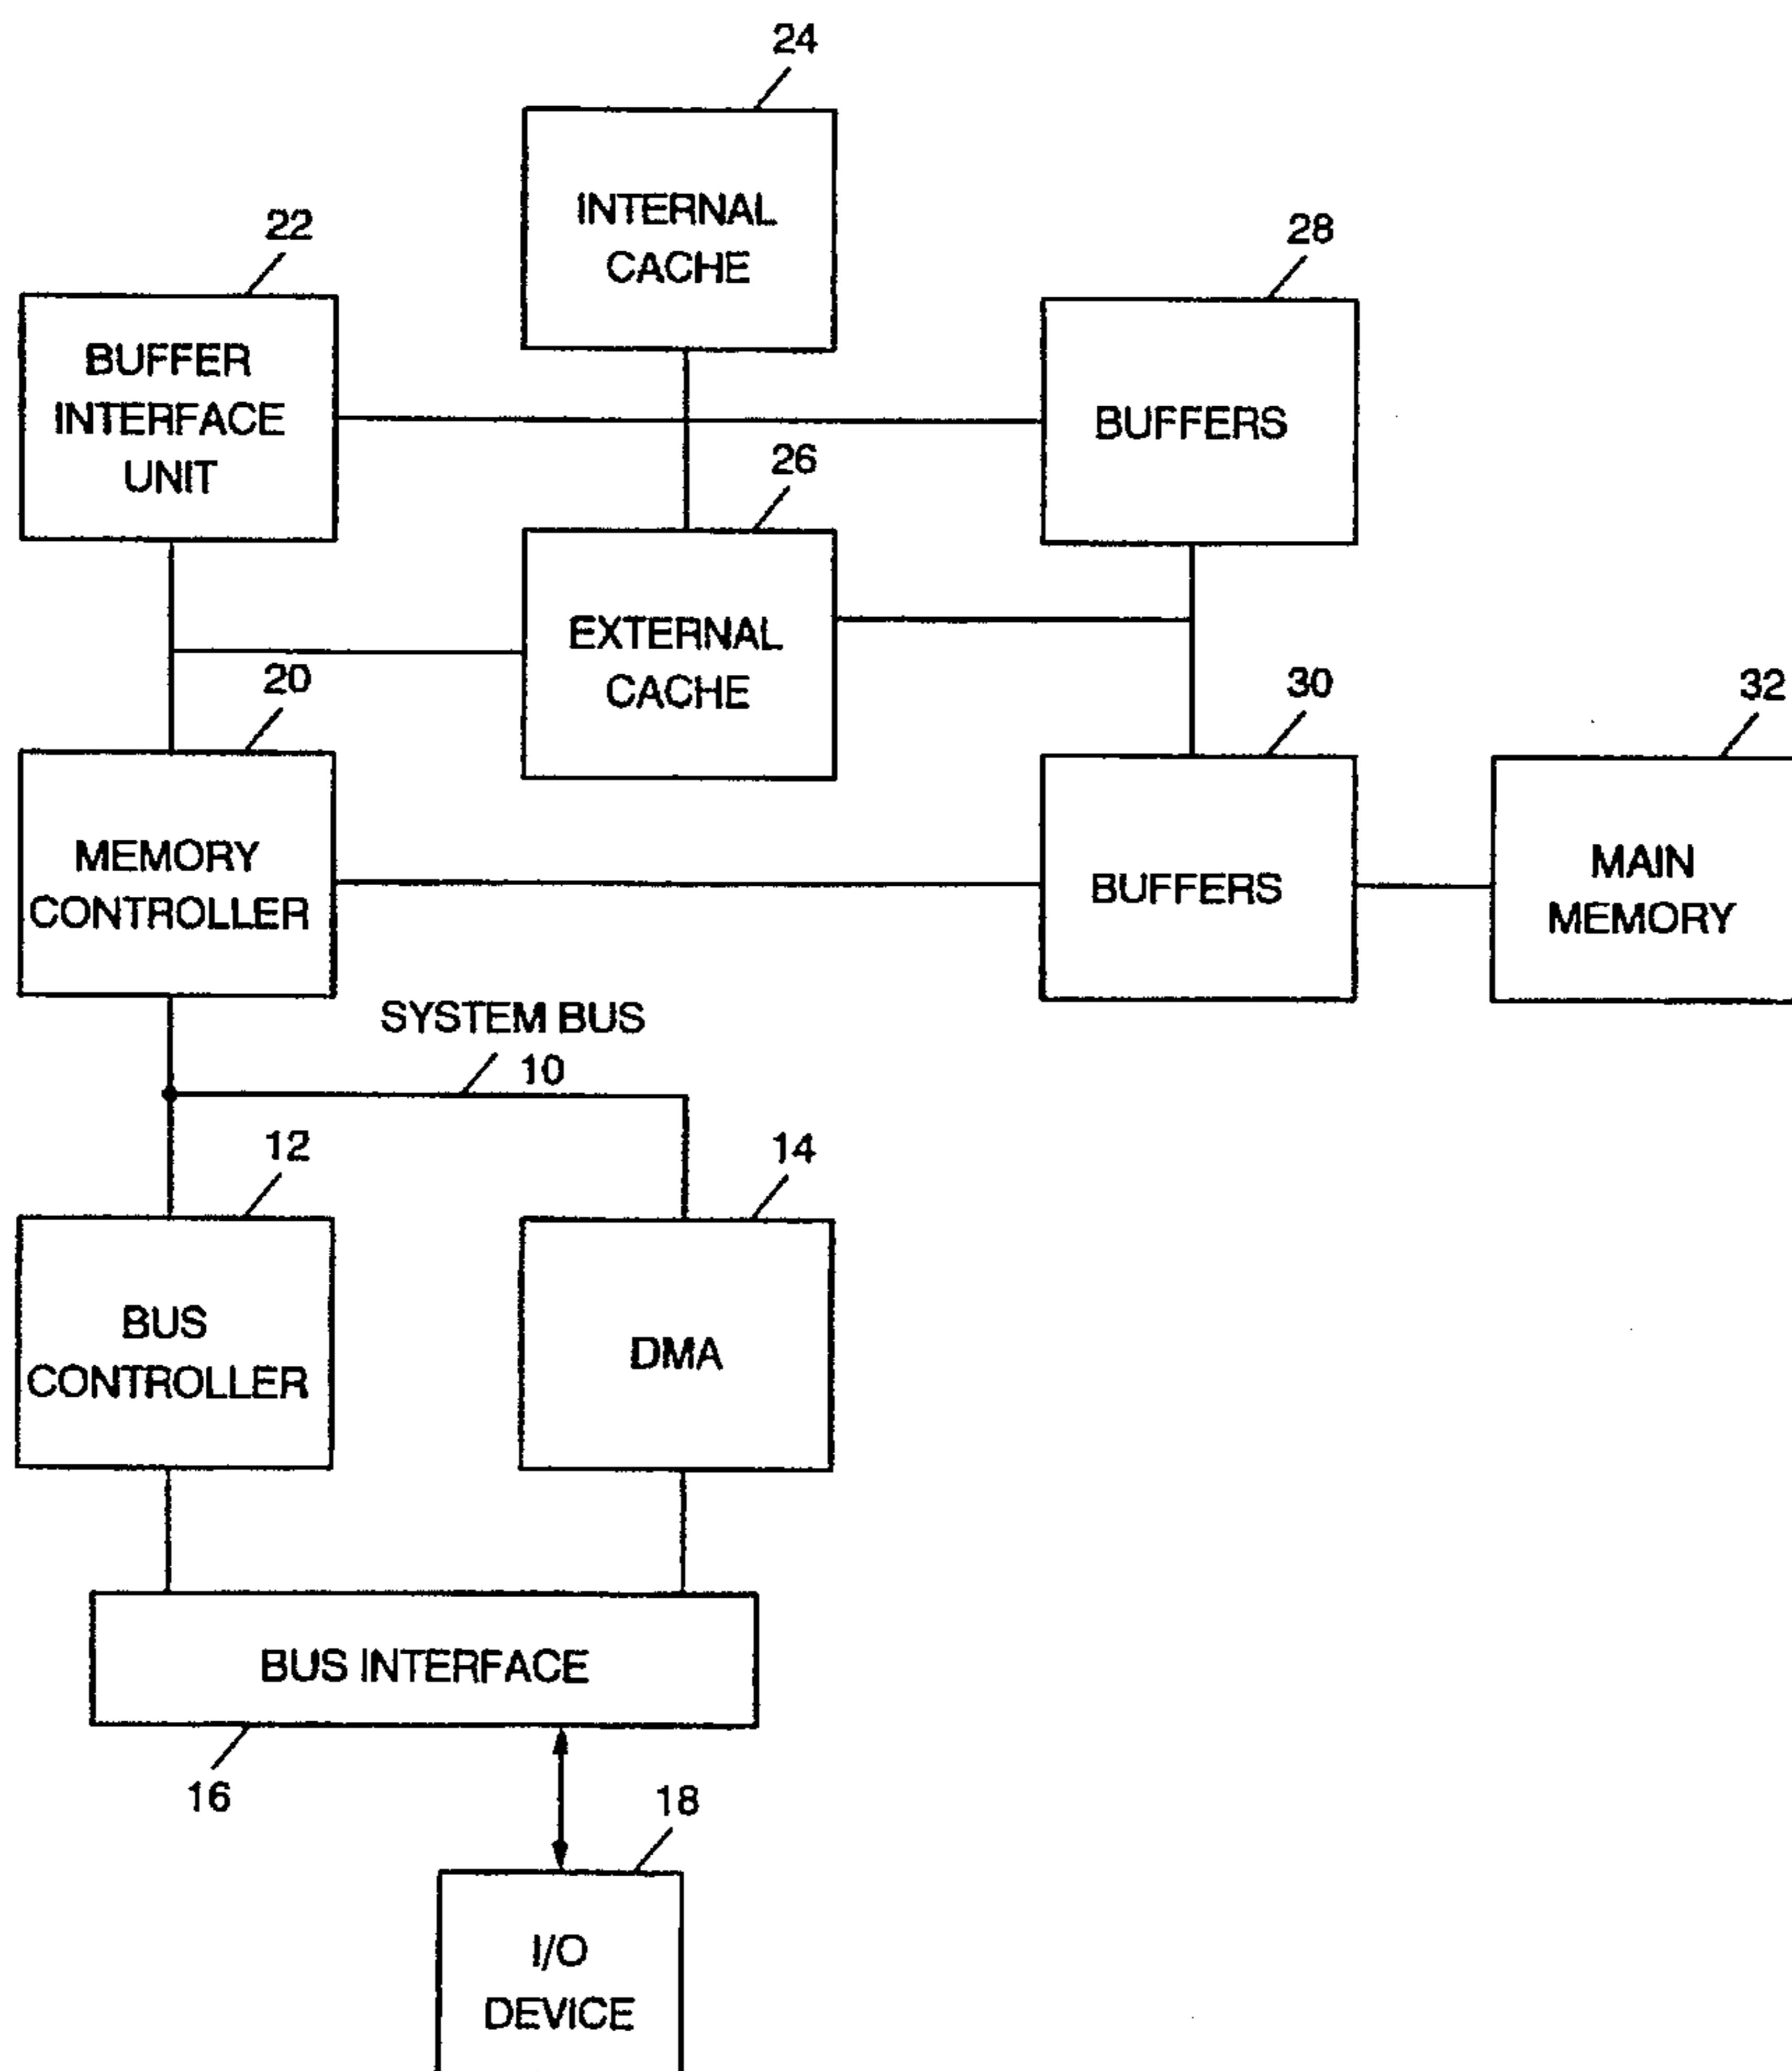 24
INTERNAL
CACHE
22
BUFFER
INTERFACE
UNIT
28
BUFFERS
26
EXTERNAL
CACHE
20
MEMORY
CONTROLLER
30
BUFFERS
32
MAIN
MEMORY
SYSTEM BUS
10
12
BUS
CONTROLLER
14
DMA
BUS INTERFACE
16
18
I/O
DEVICE